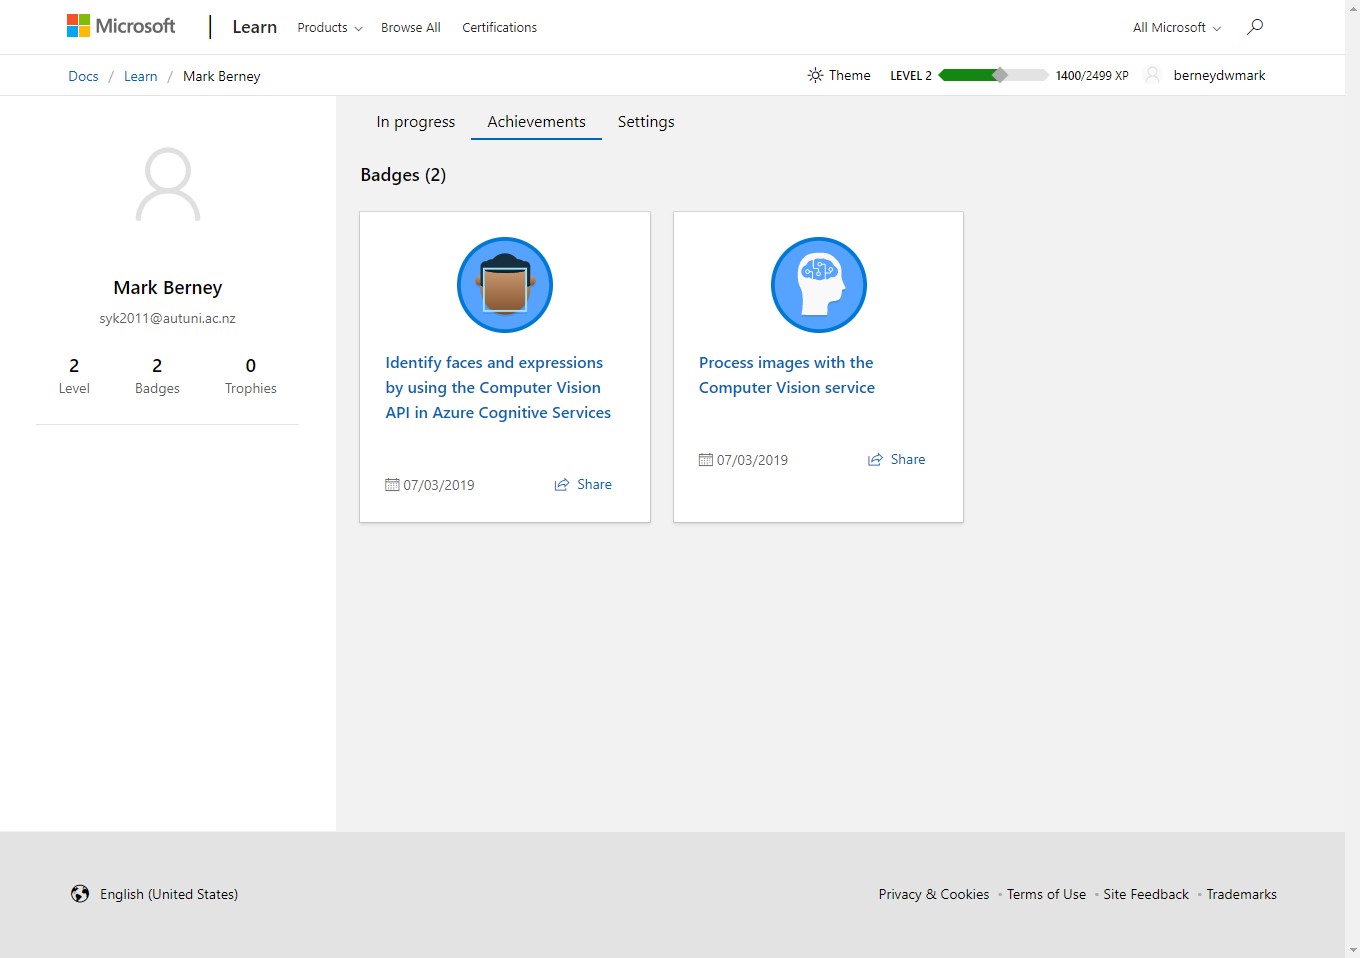 Microsoft
Learn
Products
Browse All
Certifications
All Microsoft
Docs / Learn / Mark Berney
Theme
LEVEL 2
1400/2499 XP
berneydwmark
Mark Berney
syk2011@autuni.ac.nz
2
Level
2
Badges
0
Trophies
In progress
Achievements
Settings
Badges (2)
Identify faces and expressions
by using the Computer Vision
API in Azure Cognitive Services
07/03/2019
Share
Process images with the
Computer Vision service
07/03/2019
Share
English (United States)
Privacy & Cookies
Terms of Use
Site Feedback
Trademarks